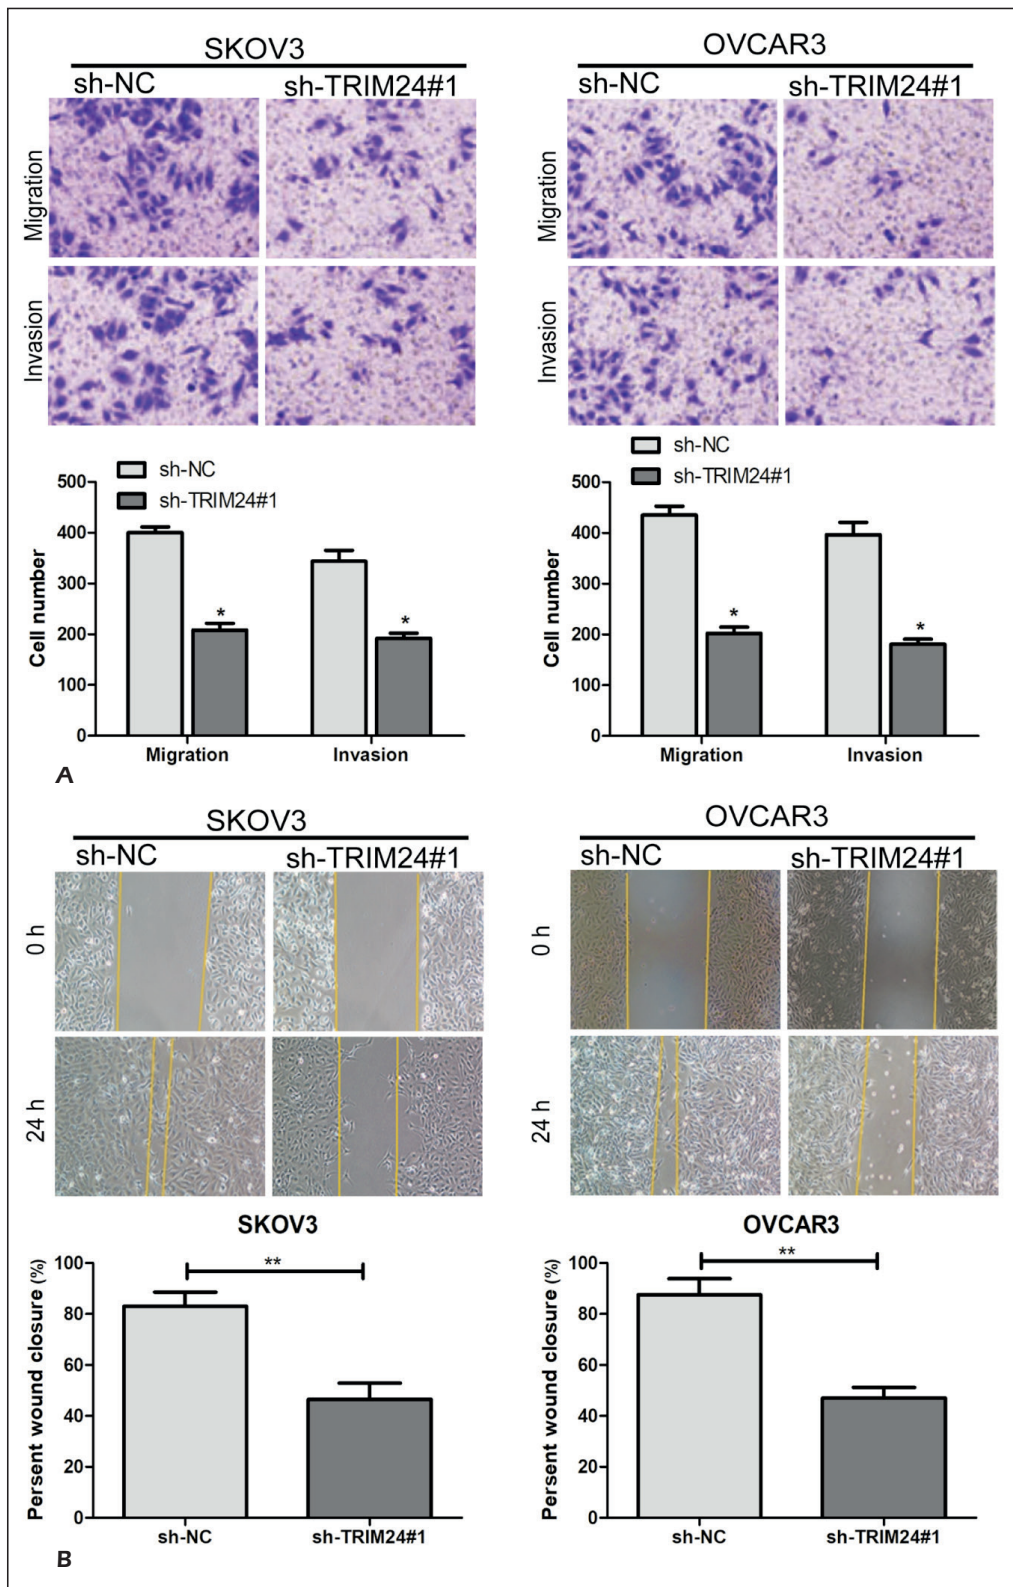 SKOV3
OVCAR3
sh-NC
sh-TRIM24#1
sh-NC
sh-TRIM24#1
Migration
Migration
Invasion
Invasion
sh-NC
sh-TRIM24#1
500
400
300
200
100
0
Cell number
*
*
Migration
Invasion
sh-NC
sh-TRIM24#1
500
400
300
200
100
0
Cell number
*
*
Migration
Invasion
A
SKOV3
OVCAR3
sh-NC
sh-TRIM24#1
sh-NC
sh-TRIM24#1
0 h
0 h
24 h
24 h
SKOV3
100
80
60
40
20
0
Persent wound closure (%)
**
sh-NC
sh-TRIM24#1
OVCAR3
100
80
60
40
20
0
Persent wound closure (%)
**
sh-NC
sh-TRIM24#1
B